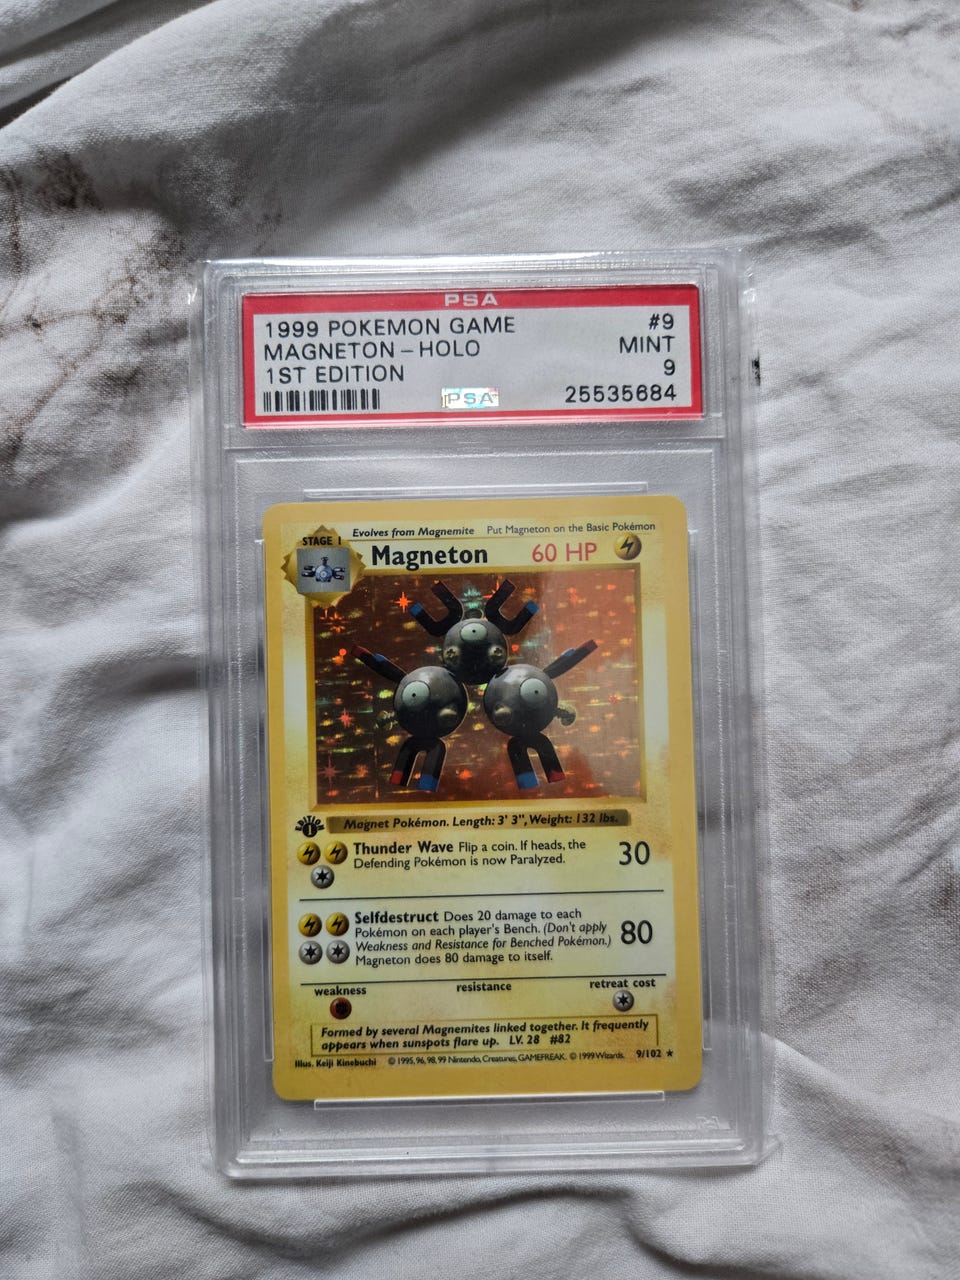 PSA
1999 POKEMON GAME #9
MAGNETON-HOLO MINT
1ST EDITION 9
PSA 25535684
Evolves from Magnemite Put Magneton on the Basic Pokémon
STAGE 1
Magneton 60 HP
EDITION
1
Magnet Pokémon. Length: 3' 3", Weight: 132 lbs.
Thunder Wave Flip a coin. If heads, the
Defending Pokémon is now Paralyzed.
30
Selfdestruct Does 20 damage to each
Pokémon on each player's Bench. (Don't apply
Weakness and Resistance for Benched Pokémon.)
Magneton does 80 damage to itself.
80
weakness resistance retreat cost
Formed by several Magnemites linked together. It frequently
appears when sunspots flare up. LV. 28 #82
Illus. Keiji Kinebuchi © 1995, 96, 98, 99 Nintendo, Creatures, GAMEFREAK. © 1999 Wizards. 9/102 ★